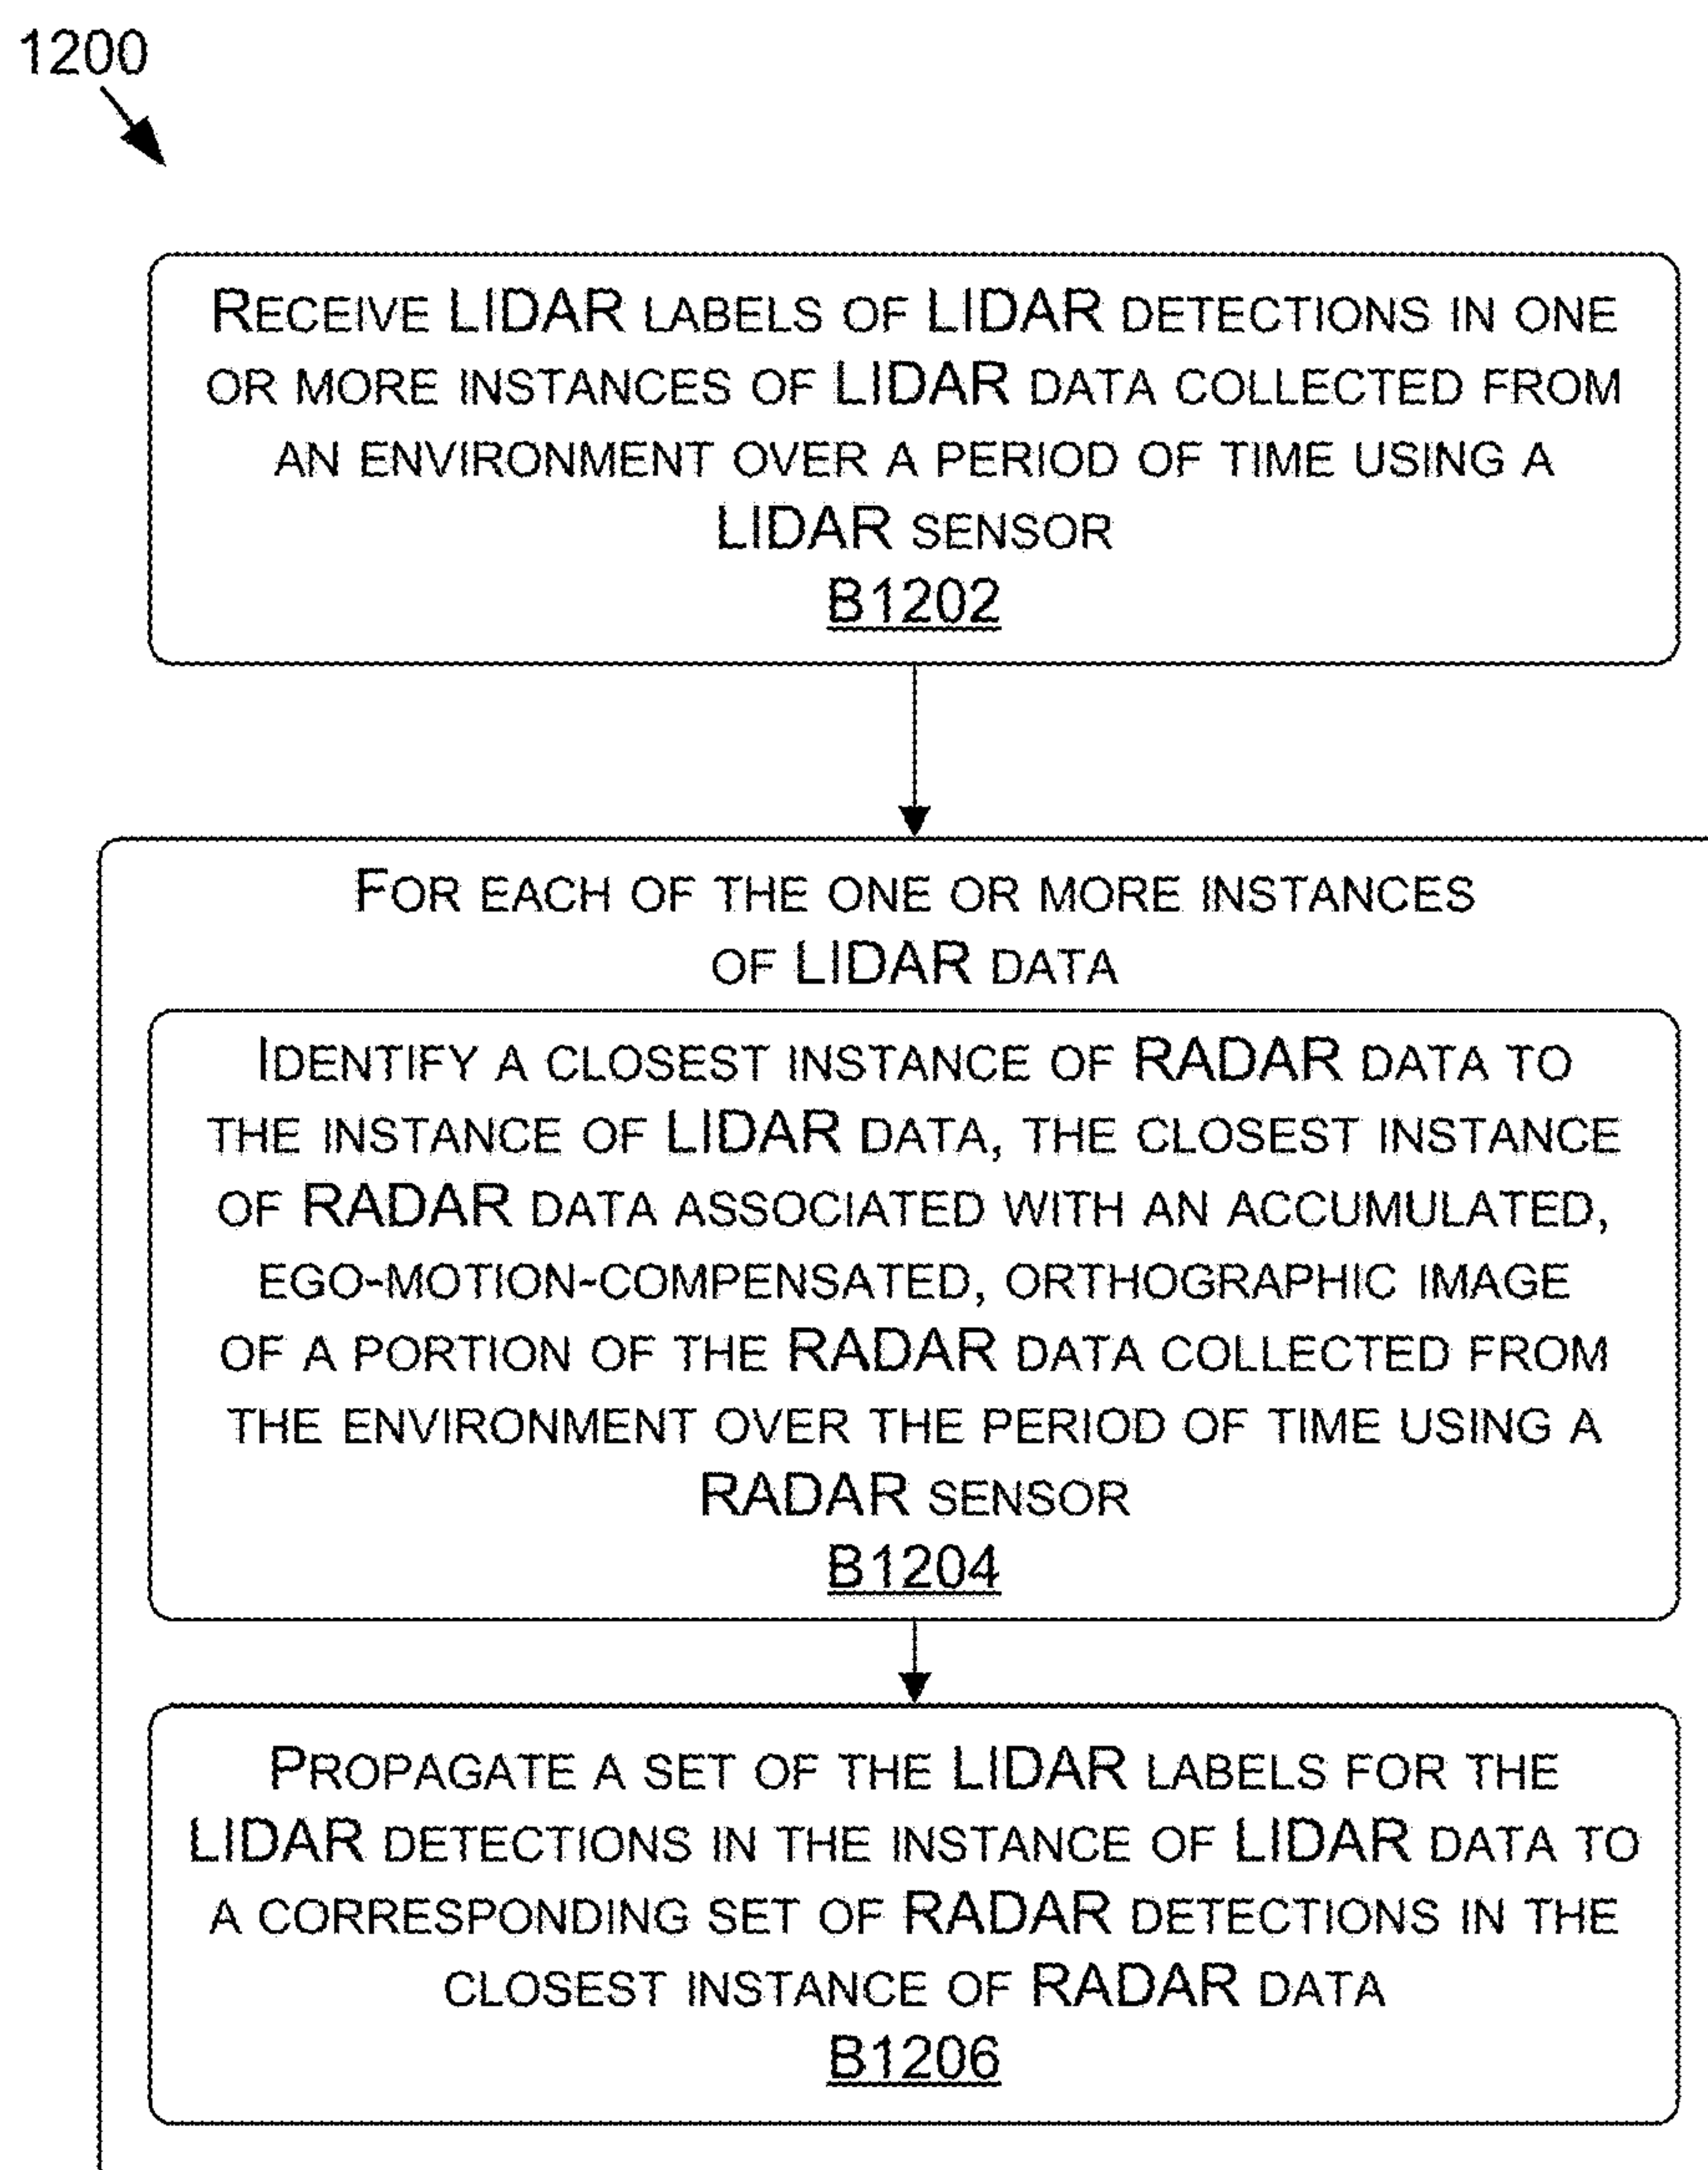 1200
RECEIVE LIDAR LABELS OF LIDAR DETECTIONS IN ONE
OR MORE INSTANCES OF LIDAR DATA COLLECTED FROM
AN ENVIRONMENT OVER A PERIOD OF TIME USING A
LIDAR SENSOR
B1202
FOR EACH OF THE ONE OR MORE INSTANCES
OF LIDAR DATA
IDENTIFY A CLOSEST INSTANCE OF RADAR DATA TO
THE INSTANCE OF LIDAR DATA, THE CLOSEST INSTANCE
OF RADAR DATA ASSOCIATED WITH AN ACCUMULATED,
EGO-MOTION-COMPENSATED, ORTHOGRAPHIC IMAGE
OF A PORTION OF THE RADAR DATA COLLECTED FROM
THE ENVIRONMENT OVER THE PERIOD OF TIME USING A
RADAR SENSOR
B1204
PROPAGATE A SET OF THE LIDAR LABELS FOR THE
LIDAR DETECTIONS IN THE INSTANCE OF LIDAR DATA TO
A CORRESPONDING SET OF RADAR DETECTIONS IN THE
CLOSEST INSTANCE OF RADAR DATA
B1206